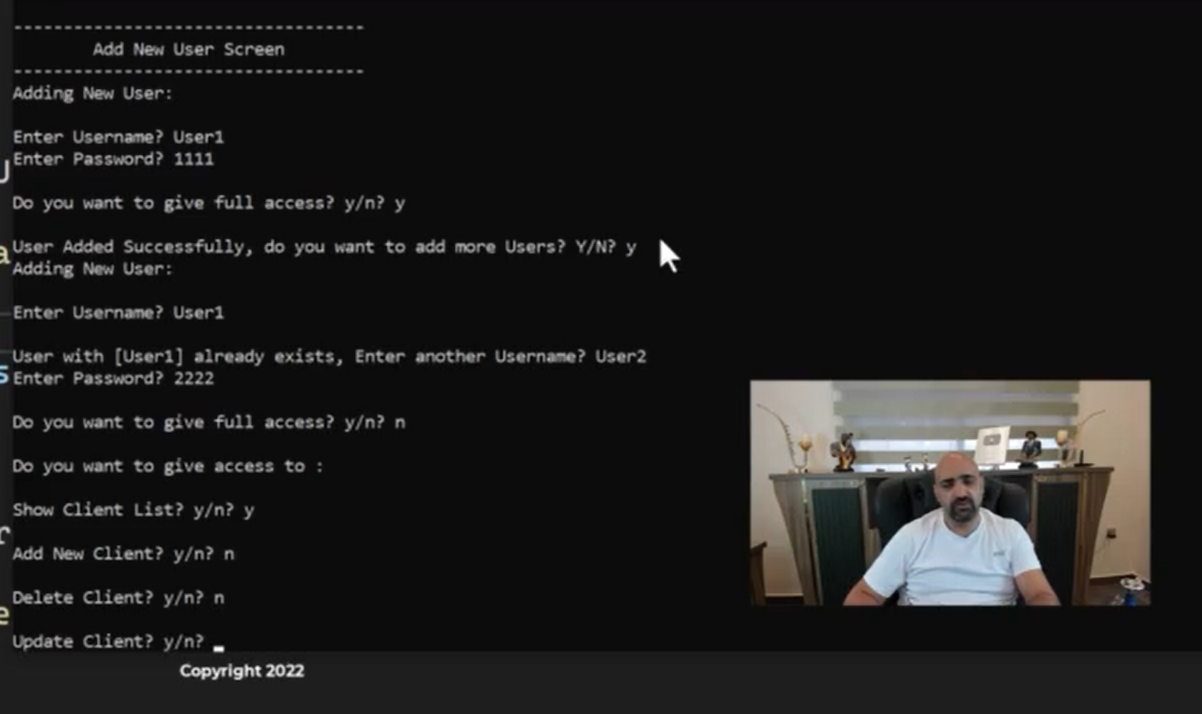 -----------------------------------
Add New User Screen
-----------------------------------
Adding New User:
Enter Username? User1
Enter Password? 1111
Do you want to give full access? y/n? y
User Added Successfully, do you want to add more Users? Y/N? y
Adding New User:
Enter Username? User1
User with [User1] already exists, Enter another Username? User2
Enter Password? 2222
Do you want to give full access? y/n? n
Do you want to give access to :
Show Client List? y/n? y
Add New Client? y/n? n
Delete Client? y/n? n
Update Client? y/n?
Copyright 2022